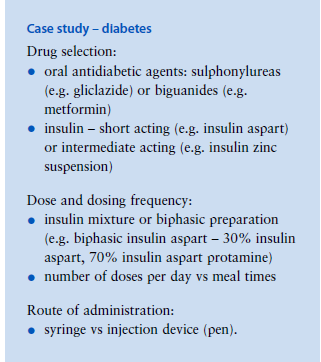 Case study – diabetes
Drug selection:
● oral antidiabetic agents: sulphonylureas
(e.g. gliclazide) or biguanides (e.g.
metformin)
● insulin – short acting (e.g. insulin aspart)
or intermediate acting (e.g. insulin zinc
suspension)
Dose and dosing frequency:
● insulin mixture or biphasic preparation
(e.g. biphasic insulin aspart – 30% insulin
aspart, 70% insulin aspart protamine)
● number of doses per day vs meal times
Route of administration:
● syringe vs injection device (pen).